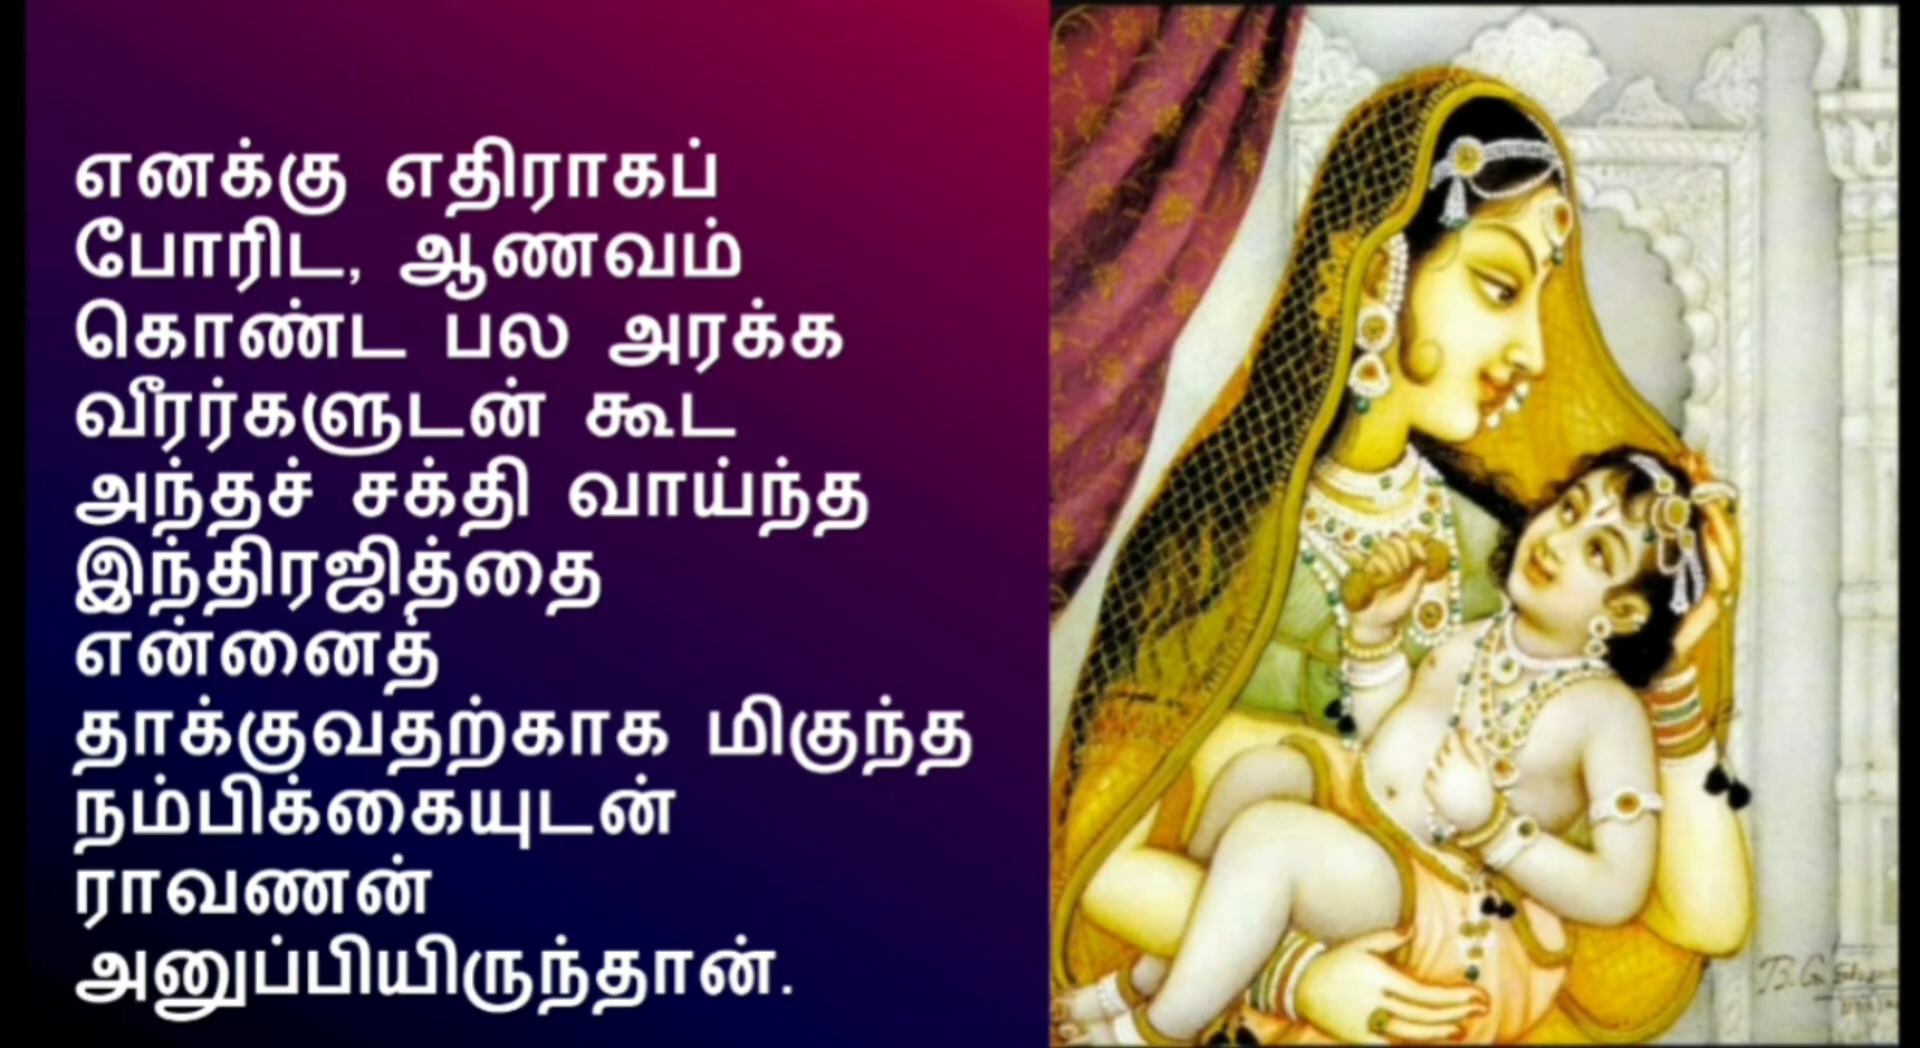 எனக்கு எதிராகப்
போரிட, ஆணவம்
கொண்ட பல அரக்க
வீரர்களுடன் கூட
அந்தச் சக்தி வாய்ந்த
இந்திரஜித்தை
என்னைத்
தாக்குவதற்காக மிகுந்த
நம்பிக்கையுடன்
ராவணன்
அனுப்பியிருந்தான்.
B.G.